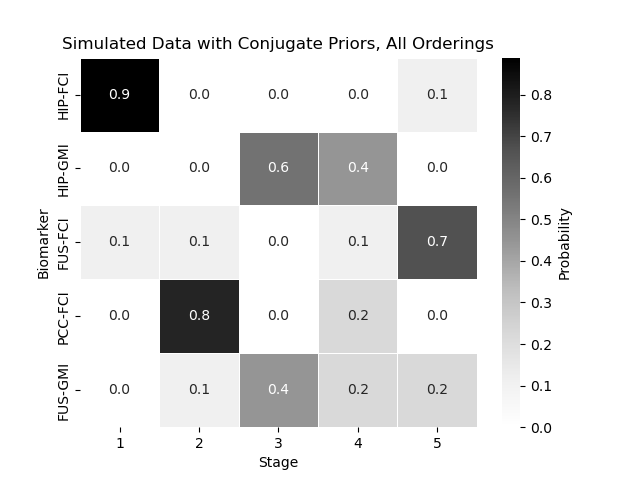 Simulated Data with Conjugate Priors, All Orderings
Biomarker
HIP-FCI
0.9 0.0 0.0 0.0 0.1
HIP-GMI
0.0 0.0 0.6 0.4 0.0
FUS-FCI
0.1 0.1 0.0 0.1 0.7
PCC-FCI
0.0 0.8 0.0 0.2 0.0
FUS-GMI
0.0 0.1 0.4 0.2 0.2
1 2 3 4 5
Stage
0.8
0.7
0.6
0.5
0.4
0.3
0.2
0.1
0.0
Probability